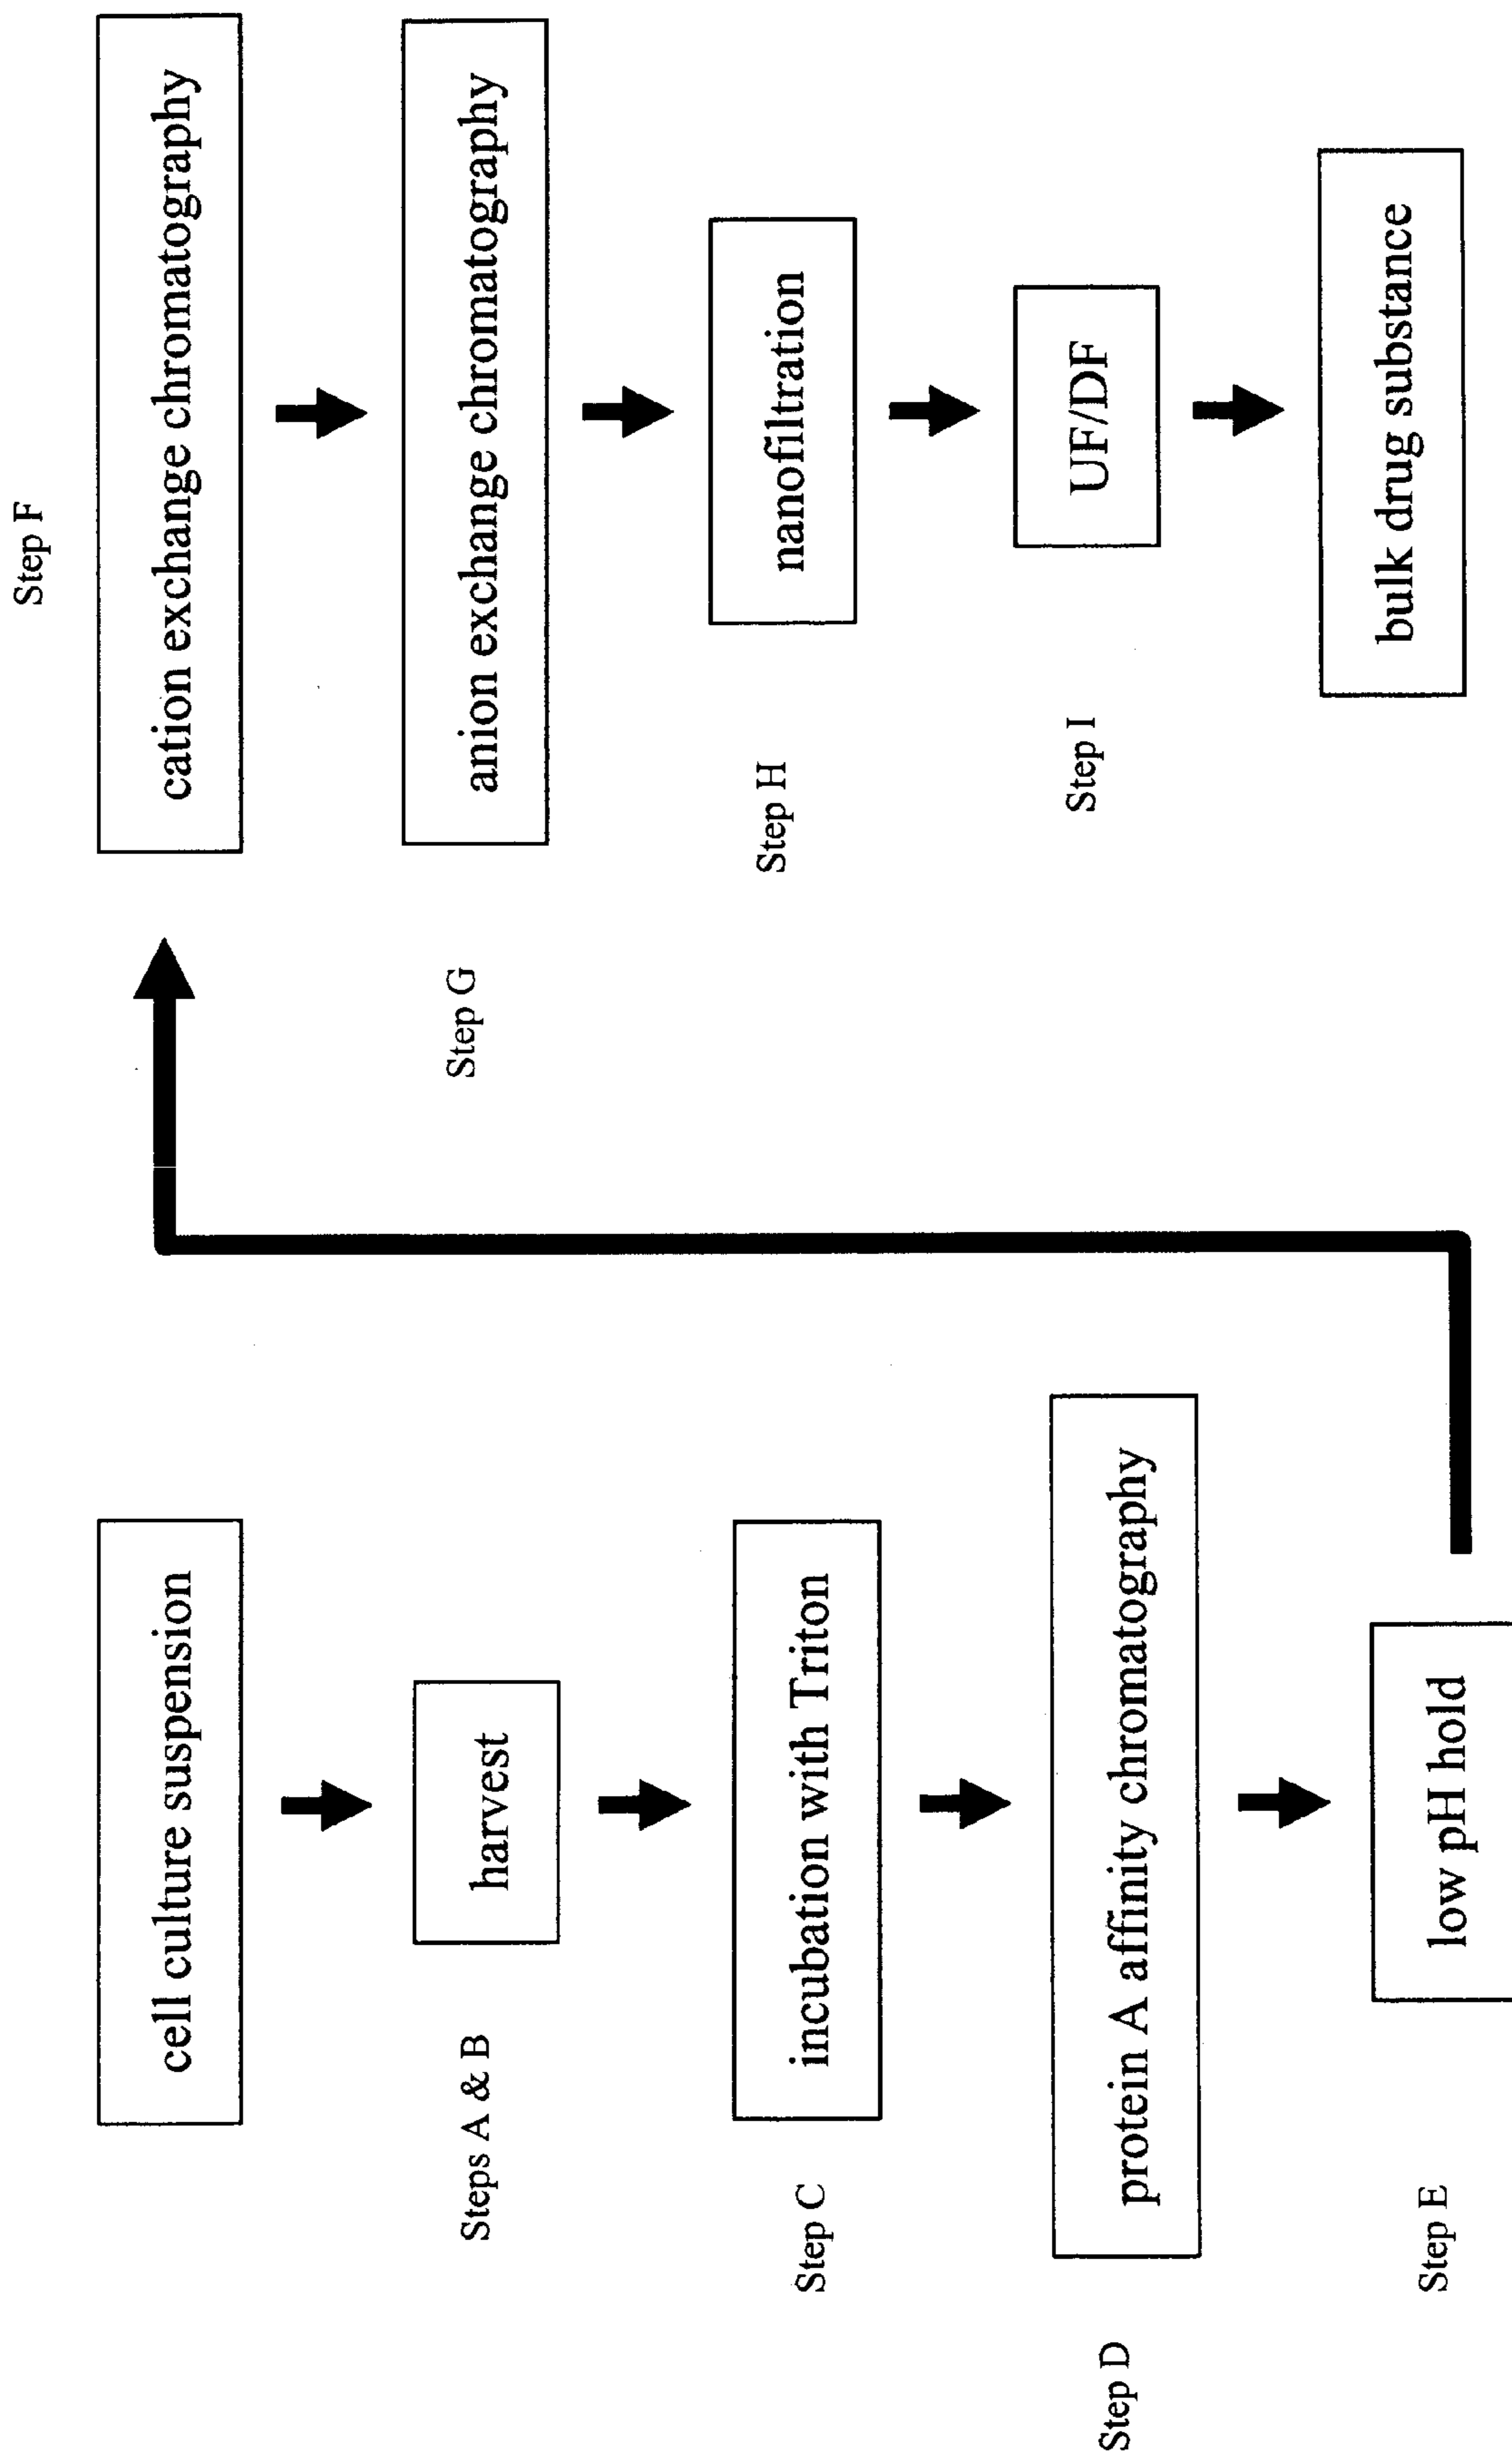 cell culture suspension
Steps A & B
harvest
Step C
incubation with Triton
Step D
protein A affinity chromatography
Step E
low pH hold
Step F
cation exchange chromatography
Step G
anion exchange chromatography
Step H
nanofiltration
Step I
UF/DF
bulk drug substance